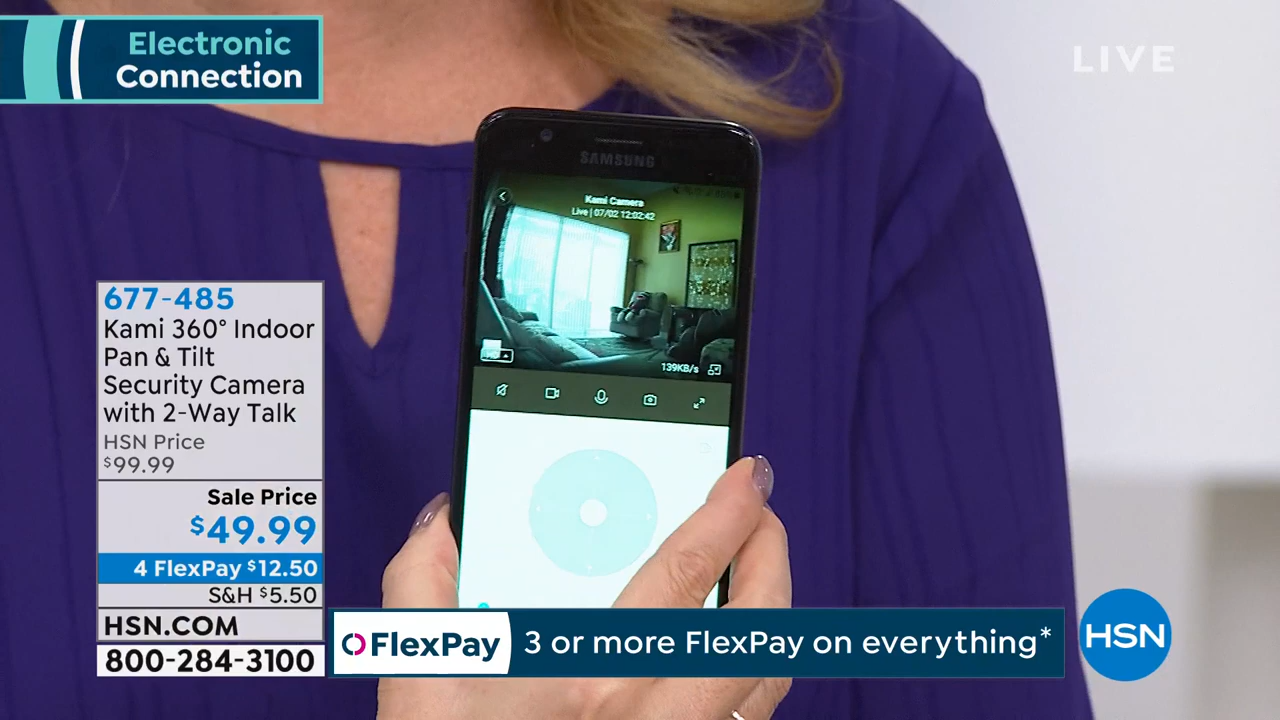 Electronic
Connection
LIVE
SAMSUNG
Kami Camera
Live | 07/02 12:02:42
HD
139KB/s
677-485
Kami 360° Indoor
Pan & Tilt
Security Camera
with 2-Way Talk
HSN Price
$99.99
Sale Price
$49.99
4 FlexPay $12.50
S&H $5.50
HSN.COM
800-284-3100
FlexPay
3 or more FlexPay on everything*
HSN